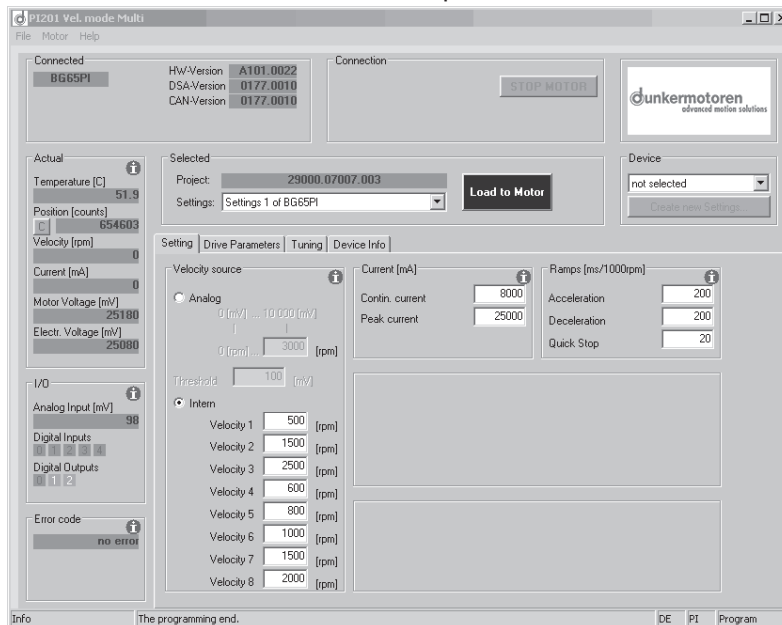 PI201 Vel. mode Multi
File Motor Help
Connected
BG65PI
HW-Version A101.0022
DSA-Version 0177.0010
CAN-Version 0177.0010
Connection
STOP MOTOR
dunkermotoren
advanced motion solutions
Actual
Temperature [C]
51.9
Position [counts]
C 654603
Velocity [rpm]
0
Current [mA]
0
Motor Voltage [mV]
25180
Electr. Voltage [mV]
25080
Selected
Project: 29000.07007.003
Settings: Settings 1 of BG65PI
Load to Motor
Device
not selected
Create new Settings...
Setting Drive Parameters Tuning Device Info
Velocity source
Analog
0 [mV] ...10 000 [mV]
0 [rpm] ... 3000 [rpm]
Threshold 100 [mV]
Intern
Velocity 1 500 [rpm]
Velocity 2 1500 [rpm]
Velocity 3 2500 [rpm]
Velocity 4 600 [rpm]
Velocity 5 800 [rpm]
Velocity 6 1000 [rpm]
Velocity 7 1500 [rpm]
Velocity 8 2000 [rpm]
Current [mA]
Contin. current 8000
Peak current 25000
Ramps [ms/1000rpm]
Acceleration 200
Deceleration 200
Quick Stop 20
I/O
Analog Input [mV]
98
Digital Inputs
0 1 2 3 4
Digital Outputs
0 1 2
Error code
no error
Info The programming end. DE PI Program